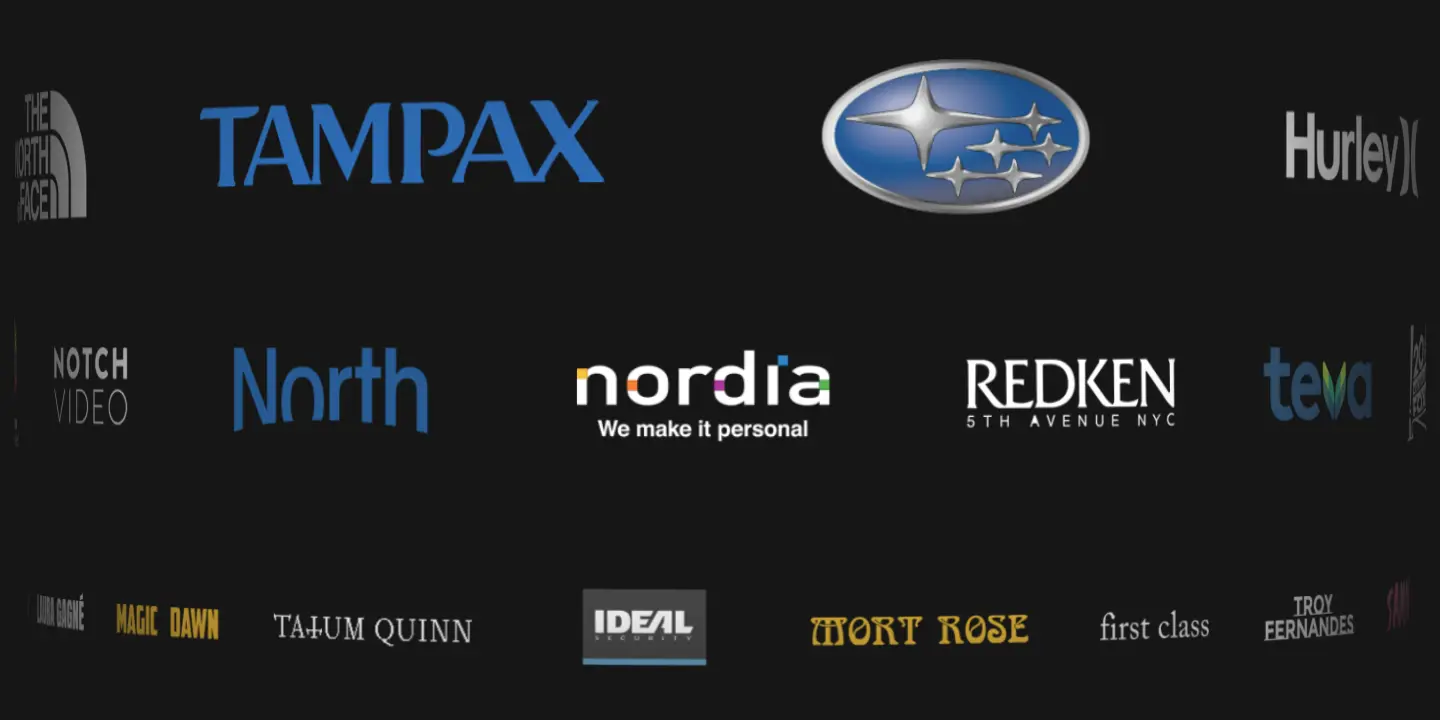 THE
NORTH
FACE
TAMPAX
Hurley
NOTCH
VIDEO
North
nordia
We make it personal
REDKEN
5TH AVENUE NYC
teva
LAURA GAGNÉ
MAGIC DAWN
TATUM QUINN
IDEAL
SECURITY
MORT ROSE
first class
TROY
FERNANDES